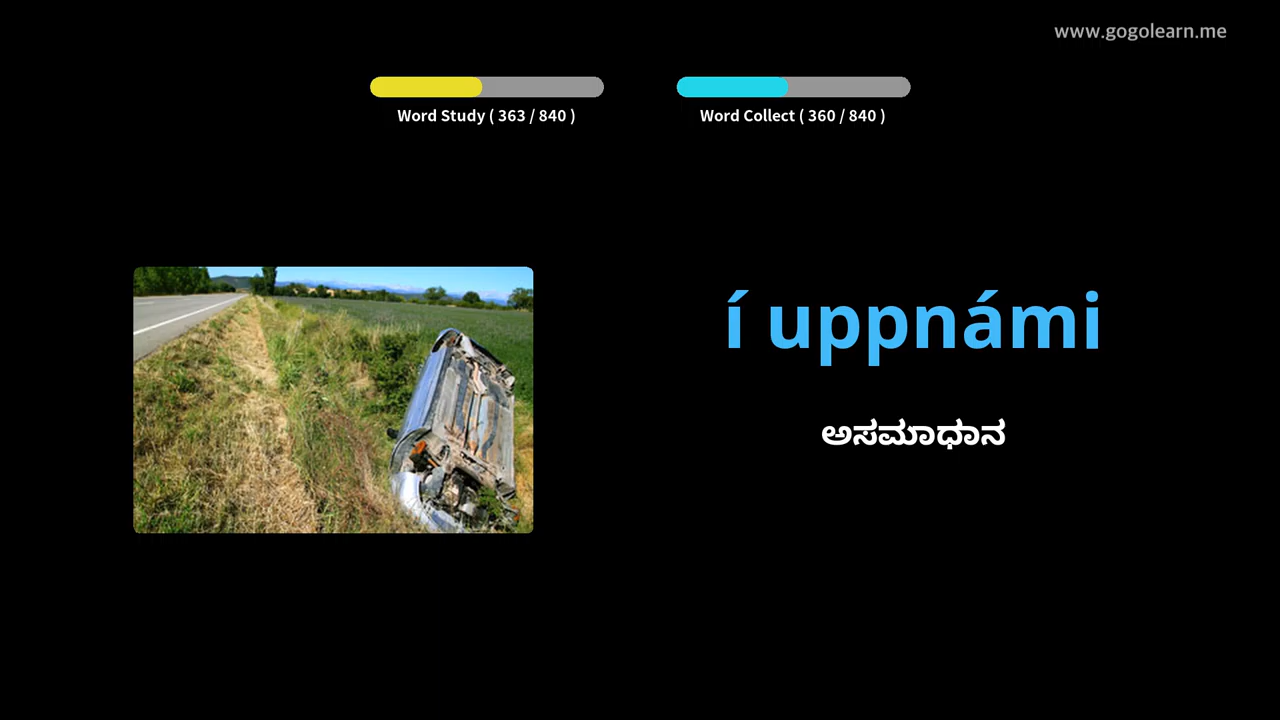 www.gogolearn.me
Word Study ( 363 / 840 )
Word Collect ( 360 / 840 )
í uppnámi
ಅಸಮಾಧಾನ